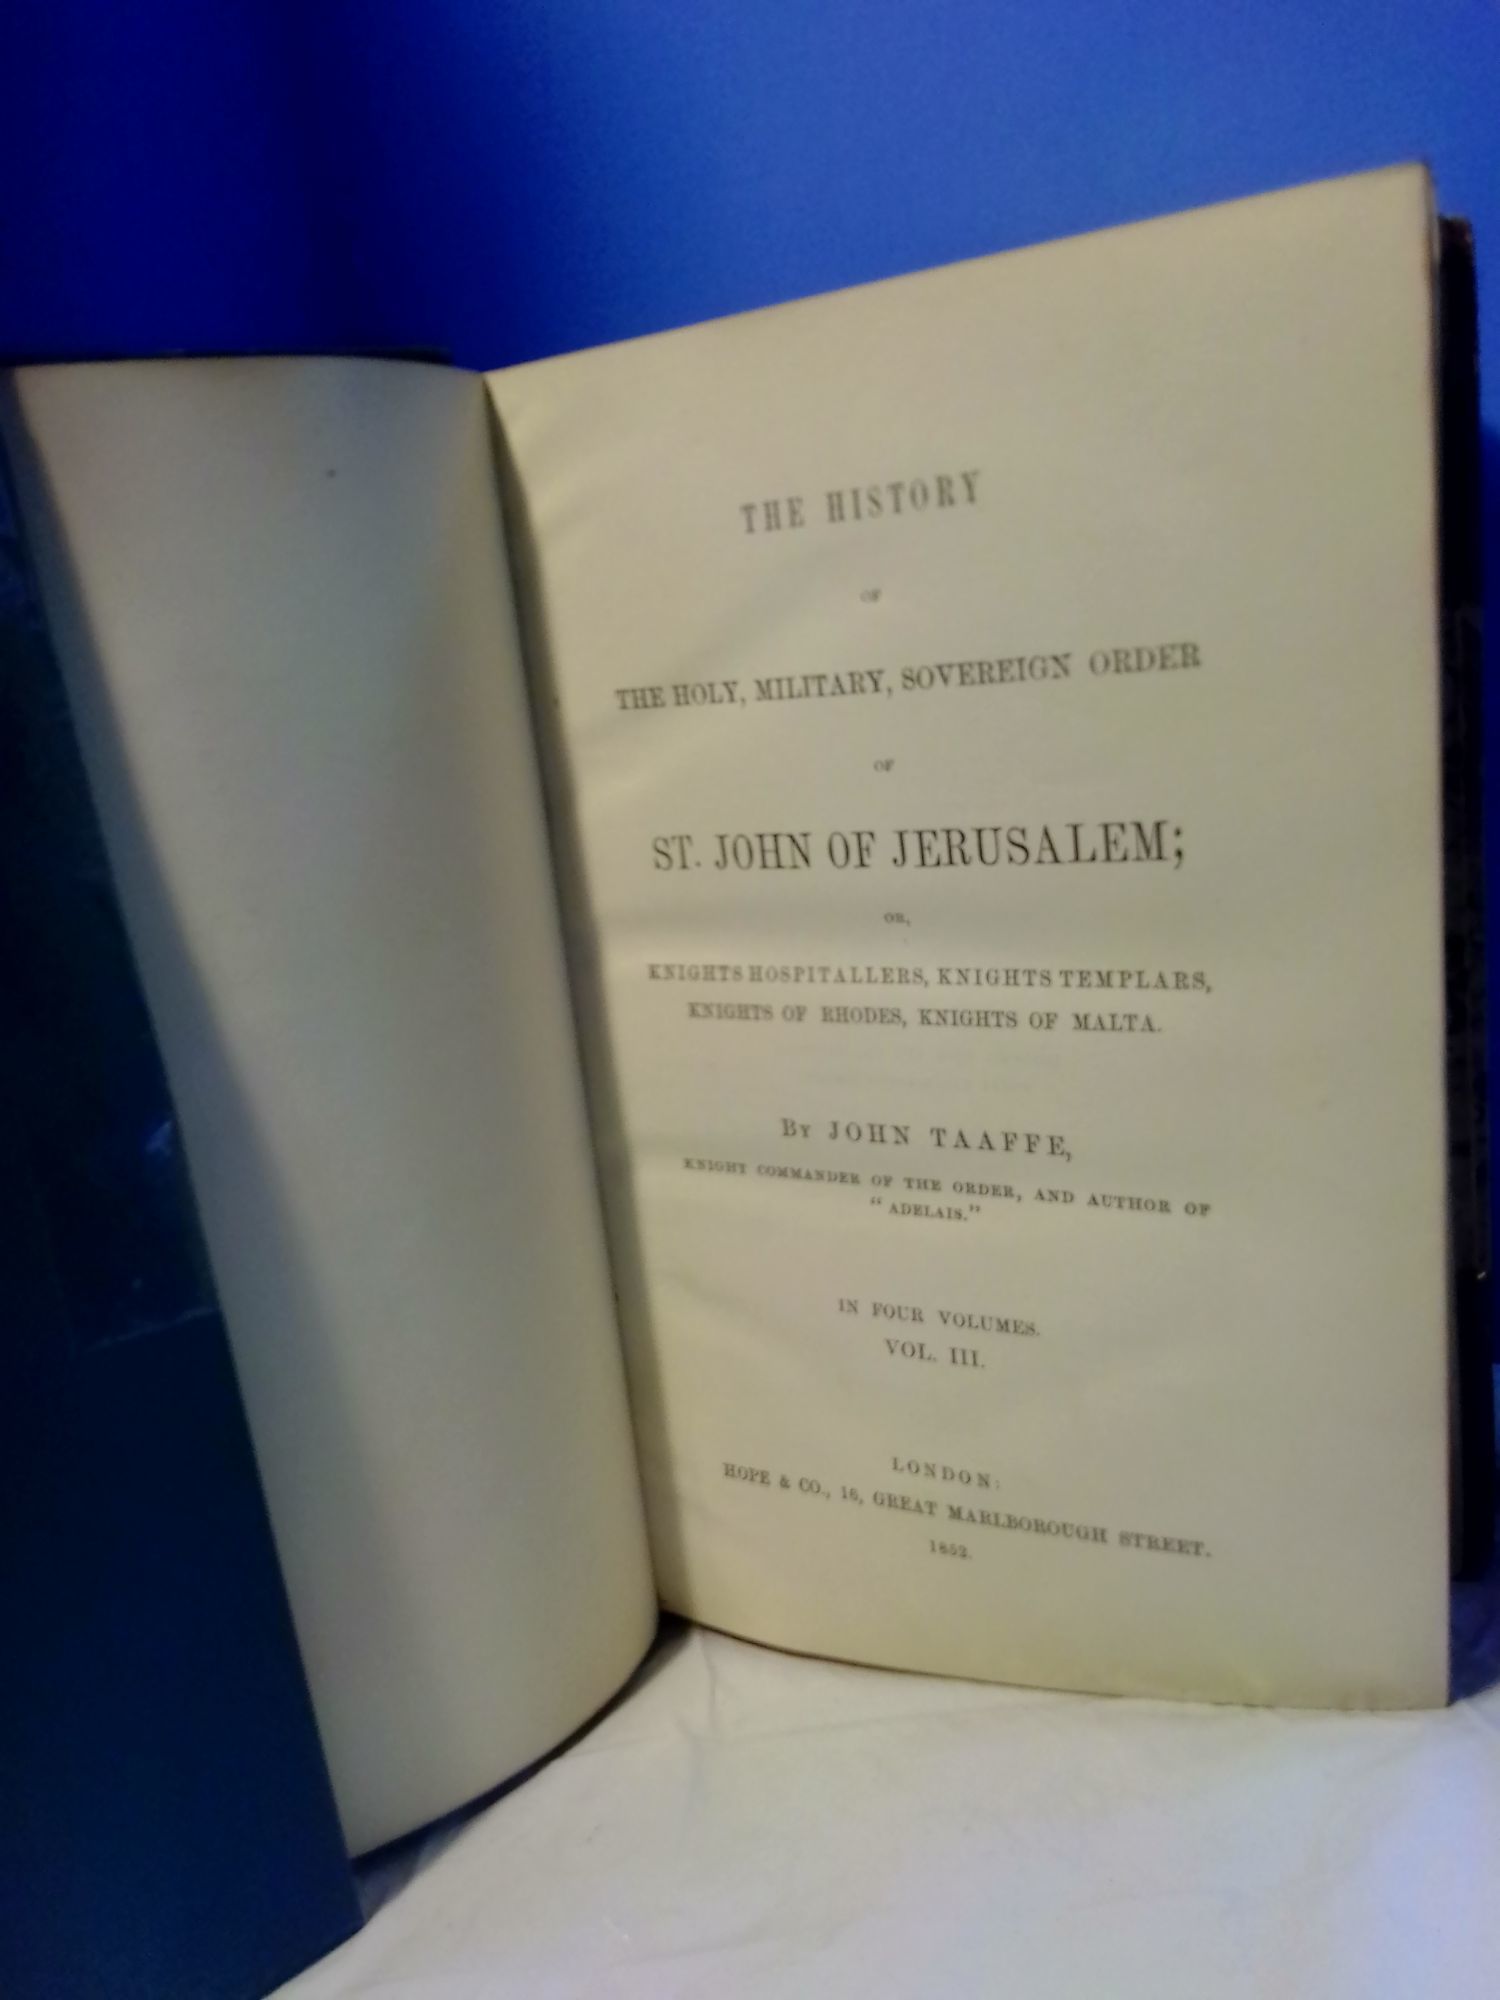 THE HISTORY
OF
THE HOLY, MILITARY, SOVEREIGN ORDER
OF
ST. JOHN OF JERUSALEM;
OR,
KNIGHTS HOSPITALLERS, KNIGHTS TEMPLARS,
KNIGHTS OF RHODES, KNIGHTS OF MALTA.
BY JOHN TAAFFE,
KNIGHT COMMANDER OF THE ORDER, AND AUTHOR OF
"ADELAIS."
IN FOUR VOLUMES.
VOL. III.
LONDON:
HOPE & CO., 16, GREAT MARLBOROUGH STREET.
1852.